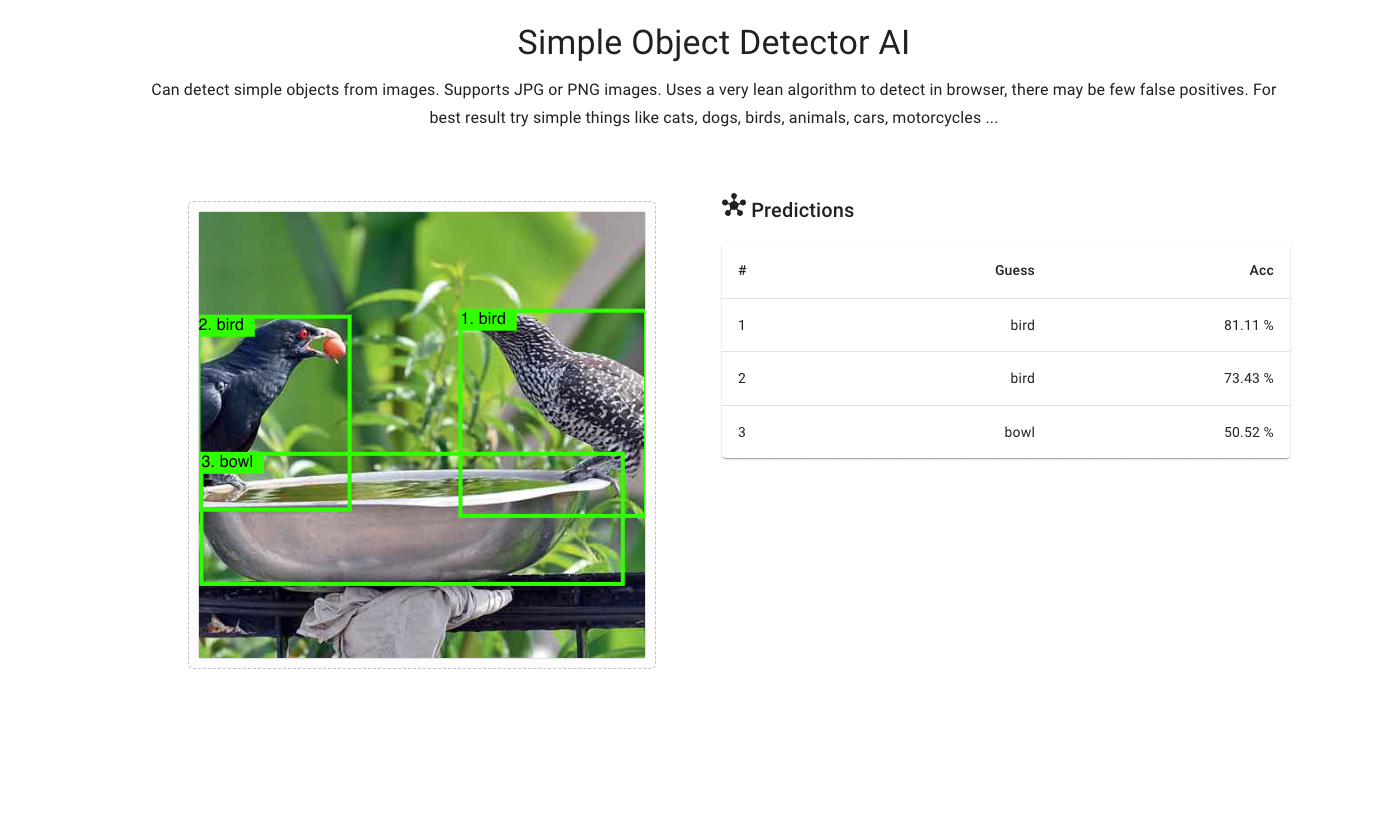 Simple Object Detector AI
Can detect simple objects from images. Supports JPG or PNG images. Uses a very lean algorithm to detect in browser, there may be few false positives. For
best result try simple things like cats, dogs, birds, animals, cars, motorcycles ...
2. bird
1. bird
3. bowl
Predictions
# Guess Acc
1 bird 81.11 %
2 bird 73.43 %
3 bowl 50.52 %